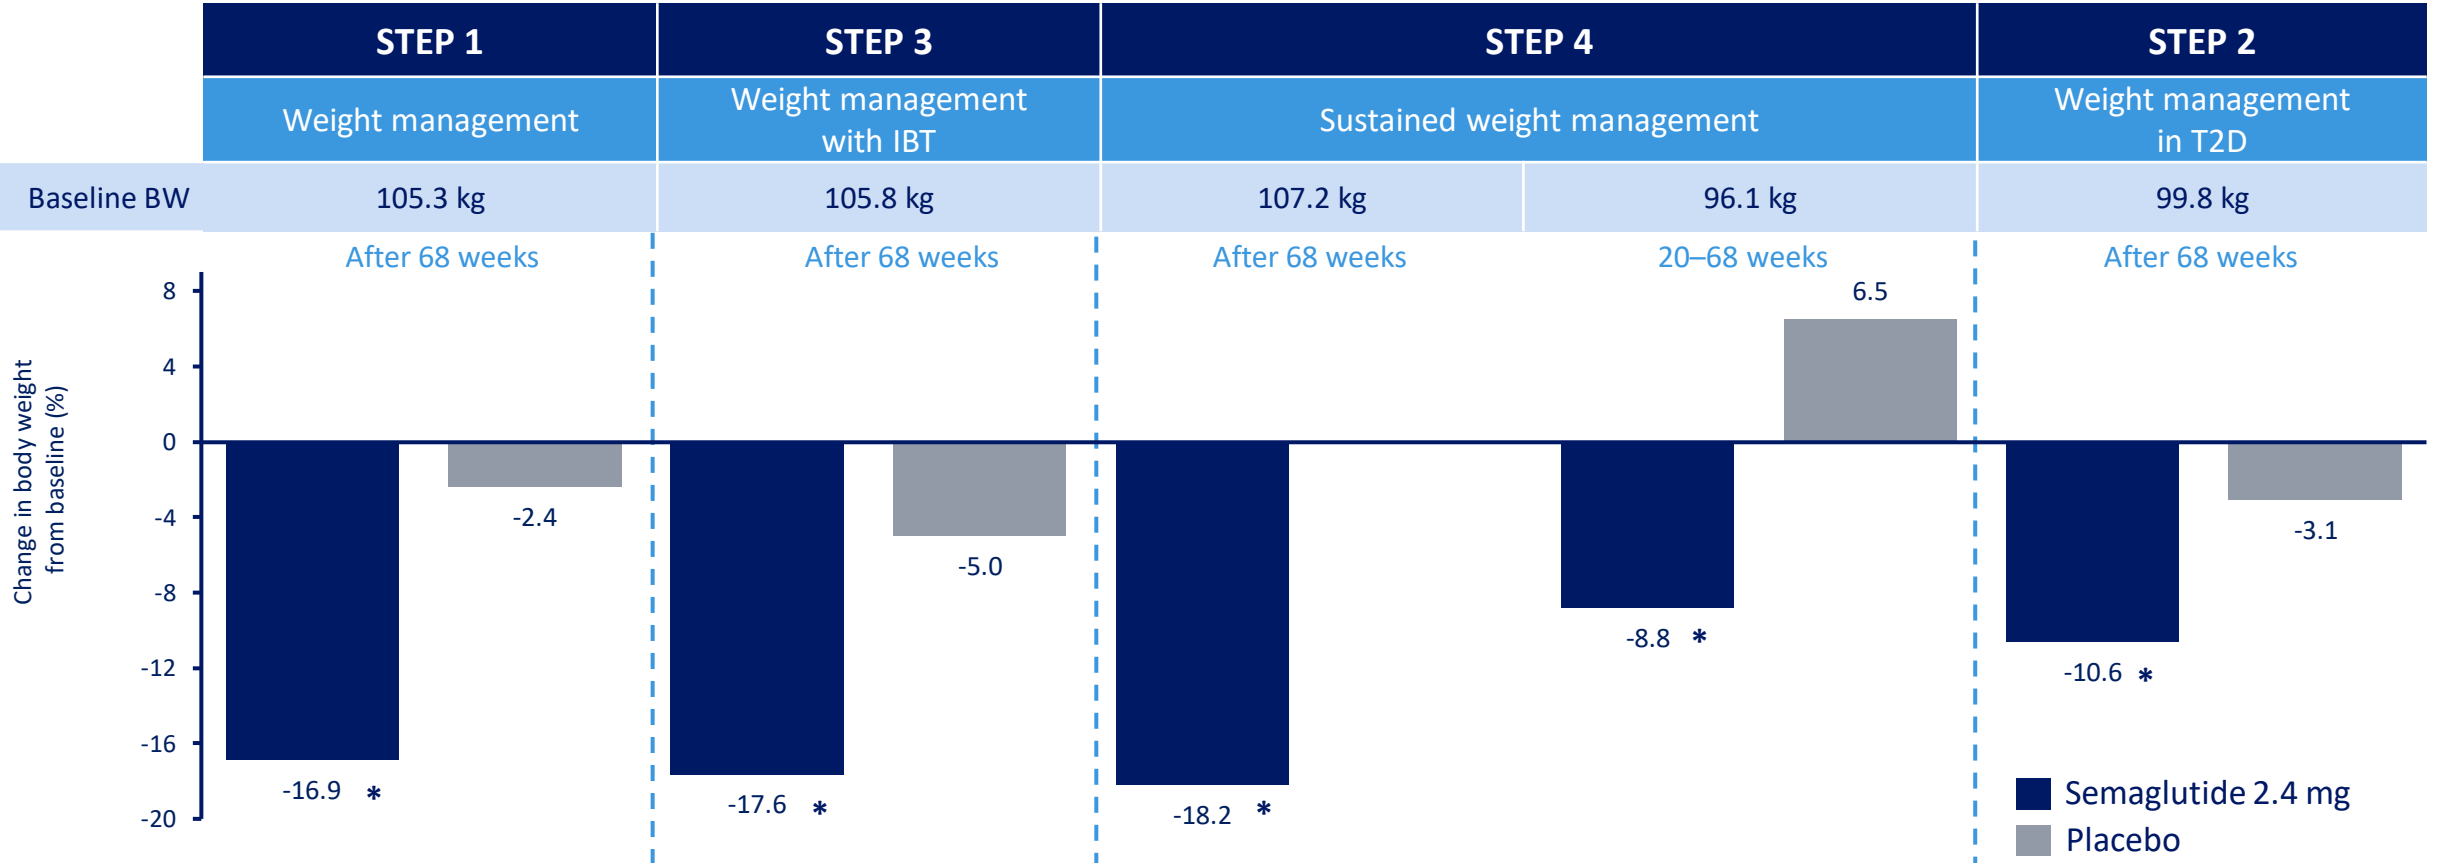 STEP 1
STEP 3
STEP 4
STEP 2
Weight management
Weight management
with IBT
Sustained weight management
Weight management
in T2D
Baseline BW
105.3 kg
105.8 kg
107.2 kg
96.1 kg
99.8 kg
After 68 weeks
After 68 weeks
After 68 weeks
20–68 weeks
After 68 weeks
Change in body weight
from baseline (%)
8
4
0
-4
-8
-12
-16
-20
-16.9 *
-2.4
-17.6 *
-5.0
-18.2 *
-8.8 *
6.5
-10.6 *
-3.1
Semaglutide 2.4 mg
Placebo